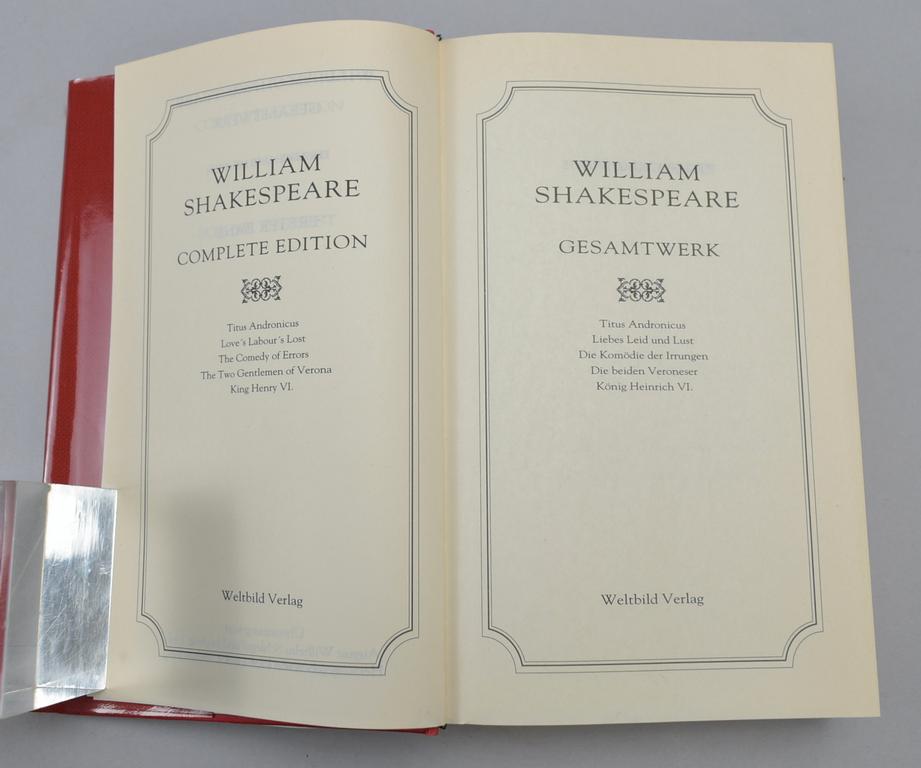 WILLIAM
SHAKESPEARE
COMPLETE EDITION
Titus Andronicus
Love´s Labour´s Lost
The Comedy of Errors
The Two Gentlemen of Verona
King Henry VI.
Weltbild Verlag
WILLIAM
SHAKESPEARE
GESAMTWERK
Titus Andronicus
Liebes Leid und Lust
Die Komödie der Irrungen
Die beiden Veroneser
König Heinrich VI.
Weltbild Verlag